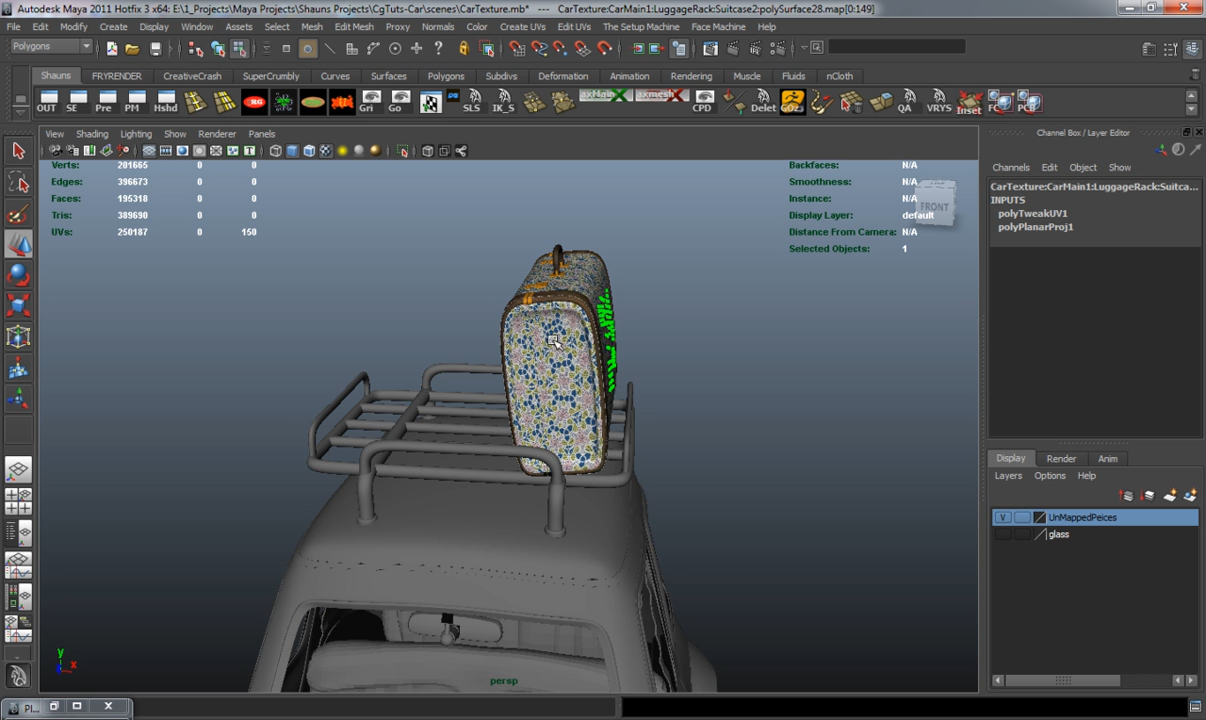 Autodesk Maya 2011 Hotfix 3 x64: E:\1_Projects\Maya Projects\Shauns Projects\CgTuts-Car\scenes\CarTexture.mb* --- CarTexture:CarMain1:LuggageRack:Suitcase2:polySurface28.map[0:149]
File Edit Modify Create Display Window Assets Select Mesh Edit Mesh Proxy Normals Color Create UVs Edit UVs The Setup Machine Face Machine Help
Polygons
Shauns FRYRENDER CreativeCrash SuperCrumbly Curves Surfaces Polygons Subdivs Deformation Animation Rendering Muscle Fluids nCloth
OUT SE Pre PM Hshd Gri Go SLS IK_S axMain axmesh CPD Delet GOz3 QA VRYS Inset FC PCB
View Shading Lighting Show Renderer Panels
Verts: 201665 0 0
Edges: 396673 0 0
Faces: 195318 0 0
Tris: 389690 0 0
UVs: 250187 0 150
Backfaces: N/A
Smoothness: N/A
Instance: N/A
Display Layer: default
Distance From Camera: N/A
Selected Objects: 1
FRONT
y
x
persp
Channel Box / Layer Editor
Channels Edit Object Show
CarTexture:CarMain1:LuggageRack:Suitca...
INPUTS
polyTweakUV1
polyPlanarProj1
Display Render Anim
Layers Options Help
V UnMappedPeices
glass
Pl...